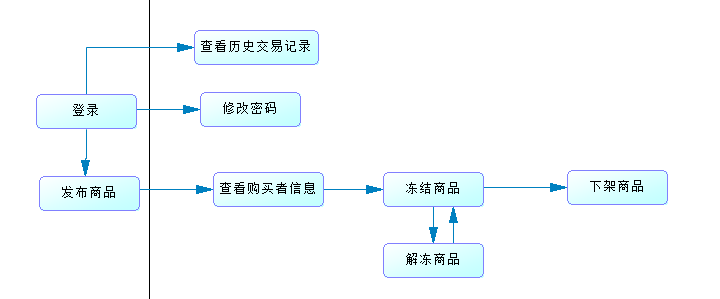 查看历史交易记录
登录
修改密码
发布商品
查看购买者信息
冻结商品
下架商品
解冻商品